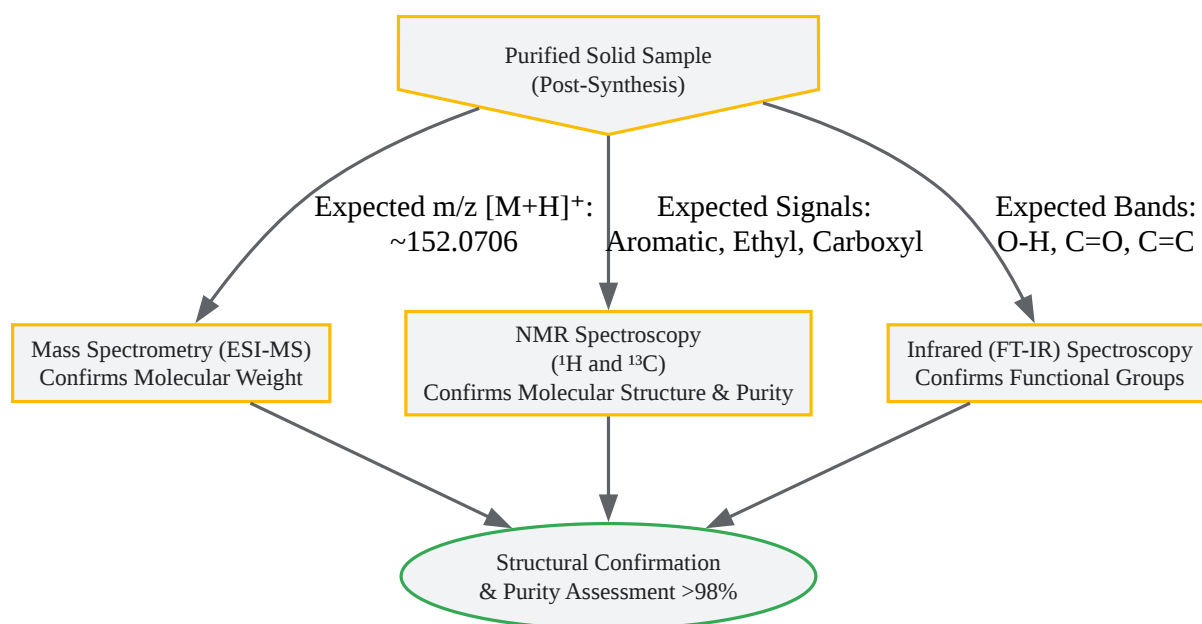 Purified Solid Sample
(Post-Synthesis)
Expected m/z [M+H]⁺:
~152.0706
Expected Signals:
Aromatic, Ethyl, Carboxyl
Expected Bands:
O-H, C=O, C=C
Mass Spectrometry (ESI-MS)
Confirms Molecular Weight
NMR Spectroscopy
(¹H and ¹³C)
Confirms Molecular Structure & Purity
Infrared (FT-IR) Spectroscopy
Confirms Functional Groups
Structural Confirmation
& Purity Assessment >98%